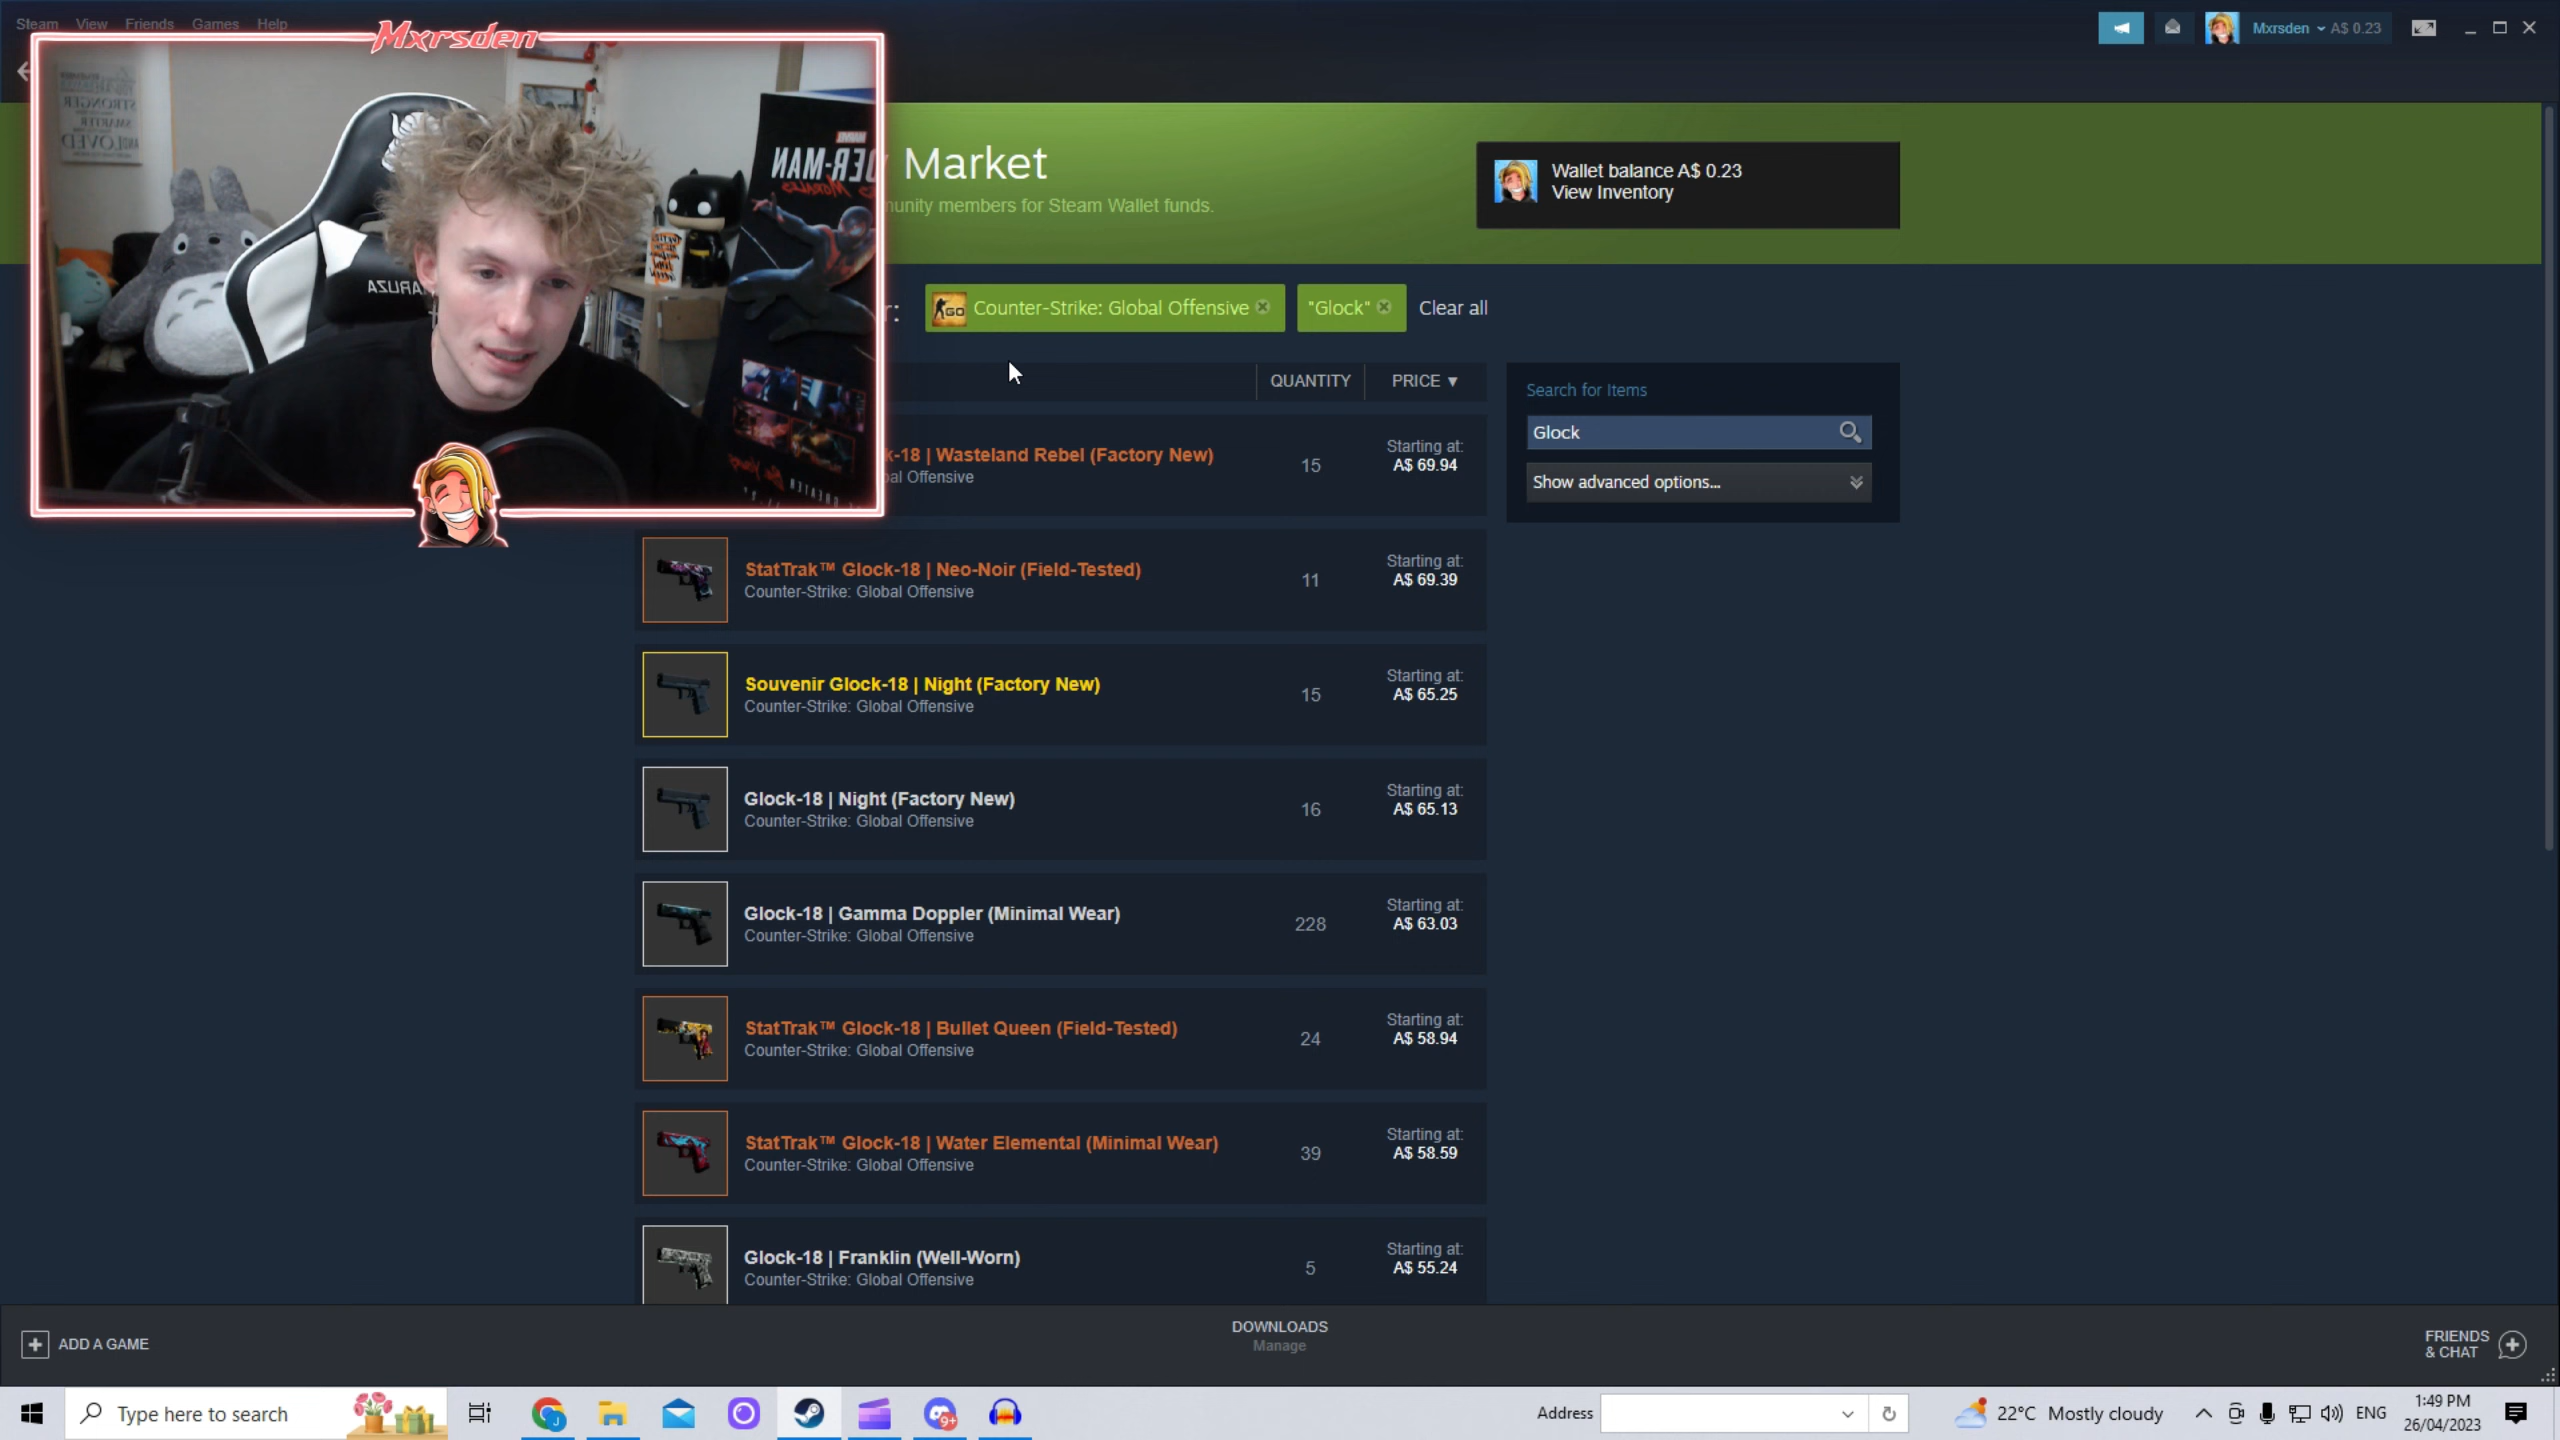 Steam View Friends Games Help
Mxrsden
Mxrsden A$ 0.23
STRONGER
SMARTER
LOVED
MARVEL
Market
munity members for Steam Wallet funds.
Wallet balance A$ 0.23
View Inventory
r:
GO Counter-Strike: Global Offensive
"Glock"
Clear all
QUANTITY
PRICE ▼
Search for Items
Glock
Show advanced options...
k-18 | Wasteland Rebel (Factory New)
bal Offensive
15
Starting at:
A$ 69.94
StatTrak™ Glock-18 | Neo-Noir (Field-Tested)
Counter-Strike: Global Offensive
11
Starting at:
A$ 69.39
Souvenir Glock-18 | Night (Factory New)
Counter-Strike: Global Offensive
15
Starting at:
A$ 65.25
Glock-18 | Night (Factory New)
Counter-Strike: Global Offensive
16
Starting at:
A$ 65.13
Glock-18 | Gamma Doppler (Minimal Wear)
Counter-Strike: Global Offensive
228
Starting at:
A$ 63.03
StatTrak™ Glock-18 | Bullet Queen (Field-Tested)
Counter-Strike: Global Offensive
24
Starting at:
A$ 58.94
StatTrak™ Glock-18 | Water Elemental (Minimal Wear)
Counter-Strike: Global Offensive
39
Starting at:
A$ 58.59
Glock-18 | Franklin (Well-Worn)
Counter-Strike: Global Offensive
5
Starting at:
A$ 55.24
ADD A GAME
DOWNLOADS
Manage
FRIENDS
& CHAT
Type here to search
9+
Address
22°C Mostly cloudy
ENG
1:49 PM
26/04/2023